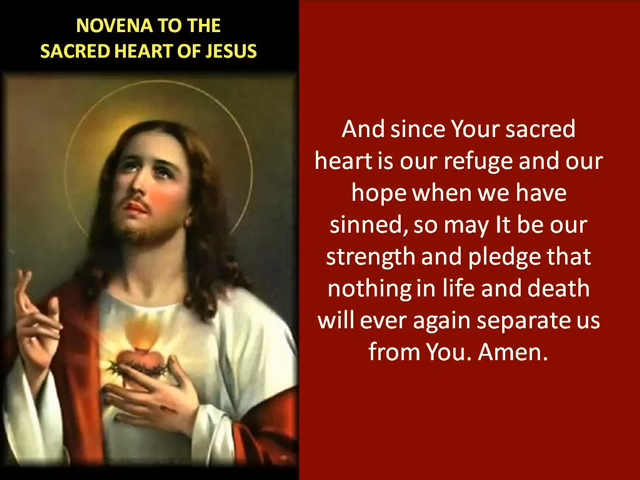 NOVENA TO THE
SACRED HEART OF JESUS
And since Your sacred
heart is our refuge and our
hope when we have
sinned, so may It be our
strength and pledge that
nothing in life and death
will ever again separate us
from You. Amen.